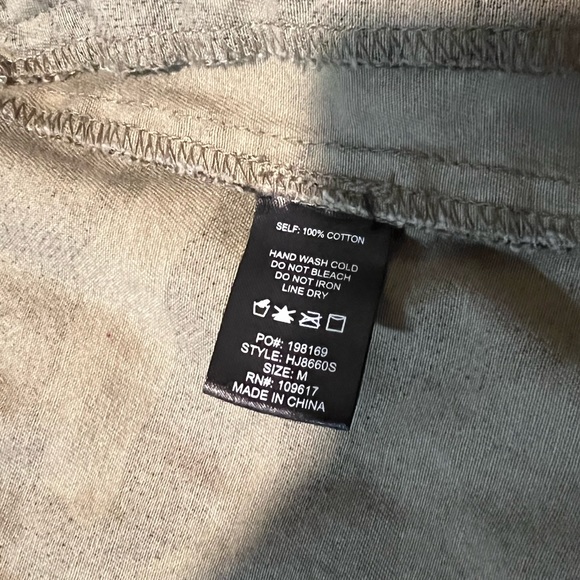 SELF: 100% COTTON
HAND WASH COLD
DO NOT BLEACH
DO NOT IRON
LINE DRY
PO#: 198169
STYLE: HJ8660S
SIZE: M
RN#: 109617
MADE IN CHINA